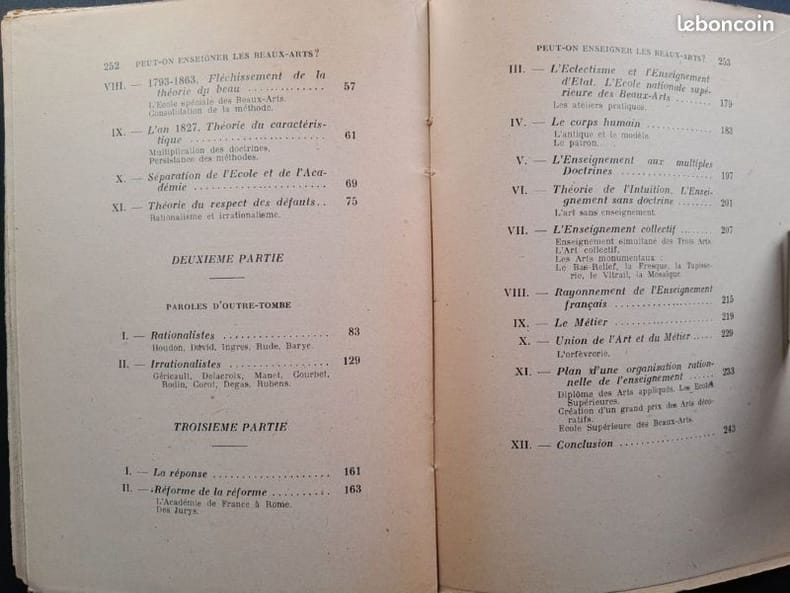 leboncoin
252 PEUT-ON ENSEIGNER LES BEAUX-ARTS?
VIII. — 1793-1863, Fléchissement de la
théorie du beau .............. 57
L'Ecole spéciale des Beaux-Arts.
Consolidation de la méthode.
IX. — L'an 1827. Théorie du caractéris-
tique ........................ 61
Multiplication des doctrines.
Persistance des méthodes.
X. — Séparation de l'Ecole et de l'Aca-
démie ....................... 69
XI. — Théorie du respect des défauts.. 75
Rationalisme et irrationalisme.
DEUXIEME PARTIE
PAROLES D'OUTRE-TOMBE
I. — Rationalistes ................... 83
Houdon, David, Ingres, Rude, Barye.
II. — Irrationalistes ................. 129
Géricault, Delacroix, Manet, Courbet,
Rodin, Corot, Degas, Rubens.
TROISIEME PARTIE
I. — La réponse ..................... 161
II. — Réforme de la réforme .......... 163
L'Académie de France à Rome.
Des Jurys.
PEUT-ON ENSEIGNER LES BEAUX-ARTS? 253
III. — L'Eclectisme et l'Enseignement
d'Etat. L'Ecole nationale supé-
rieure des Beaux-Arts ........ 179
Les ateliers pratiques.
IV. — Le corps humain ............... 183
L'antique et le modèle
Le patron.
V. — L'Enseignement aux multiples
Doctrines .................... 197
VI. — Théorie de l'Intuition. L'Ensei-
gnement sans doctrine ........ 201
L'art sans enseignement.
VII. — L'Enseignement collectif ...... 207
Enseignement simultané des Trois Arts.
L'Art collectif.
Les Arts monumentaux :
Le Bas-Relief, la Fresque, la Tapisse-
rie, le Vitrail, la Mosaïque.
VIII. — Rayonnement de l'Enseignement
français ..................... 215
IX. — Le Métier ..................... 219
X. — Union de l'Art et du Métier ..... 229
L'orfèvrerie.
XI. — Plan d'une organisation ration-
nelle de l'enseignement ...... 233
Diplôme des Arts appliqués. Les Ecoles
Supérieures.
Création d'un grand prix des Arts déco-
ratifs.
Ecole Supérieure des Beaux-Arts.
XII. — Conclusion ................... 243